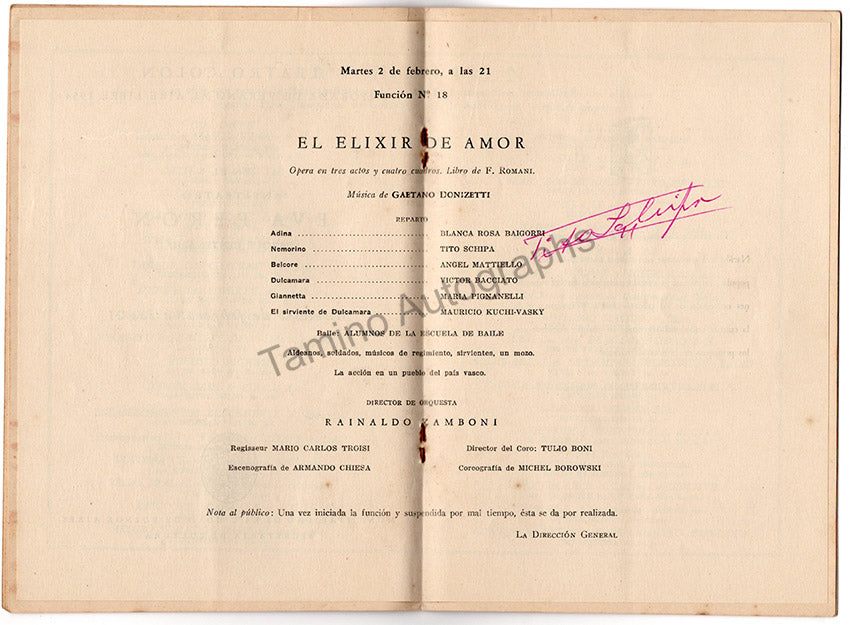 Martes 2 de febrero, a las 21
Función Nº 18
EL ELIXIR DE AMOR
Opera en tres actos y cuatro cuadros. Libro de F. ROMANI.
Música de GAETANO DONIZETTI
REPARTO
Adina ........ BLANCA ROSA BAIGORRI
Nemorino ........ TITO SCHIPA
Tito Schipa
Belcore ........ ANGEL MATTIELLO
Dulcamara ........ VICTOR BACCIATO
Giannetta ........ MARIA PIGNANELLI
El sirviente de Dulcamara ........ MAURICIO KUCHI-VASKY
Baile: ALUMNOS DE LA ESCUELA DE BAILE
Aldeanos, soldados, músicos de regimiento, sirvientes, un mozo.
La acción en un pueblo del país vasco.
DIRECTOR DE ORQUESTA
RAINALDO ZAMBONI
Regisseur MARIO CARLOS TROISI
Director del Coro: TULIO BONI
Escenografía de ARMANDO CHIESA
Coreografía de MICHEL BOROWSKI
Nota al público: Una vez iniciada la función y suspendida por mal tiempo, ésta se da por realizada.
LA DIRECCIÓN GENERAL
Tamino Autographs